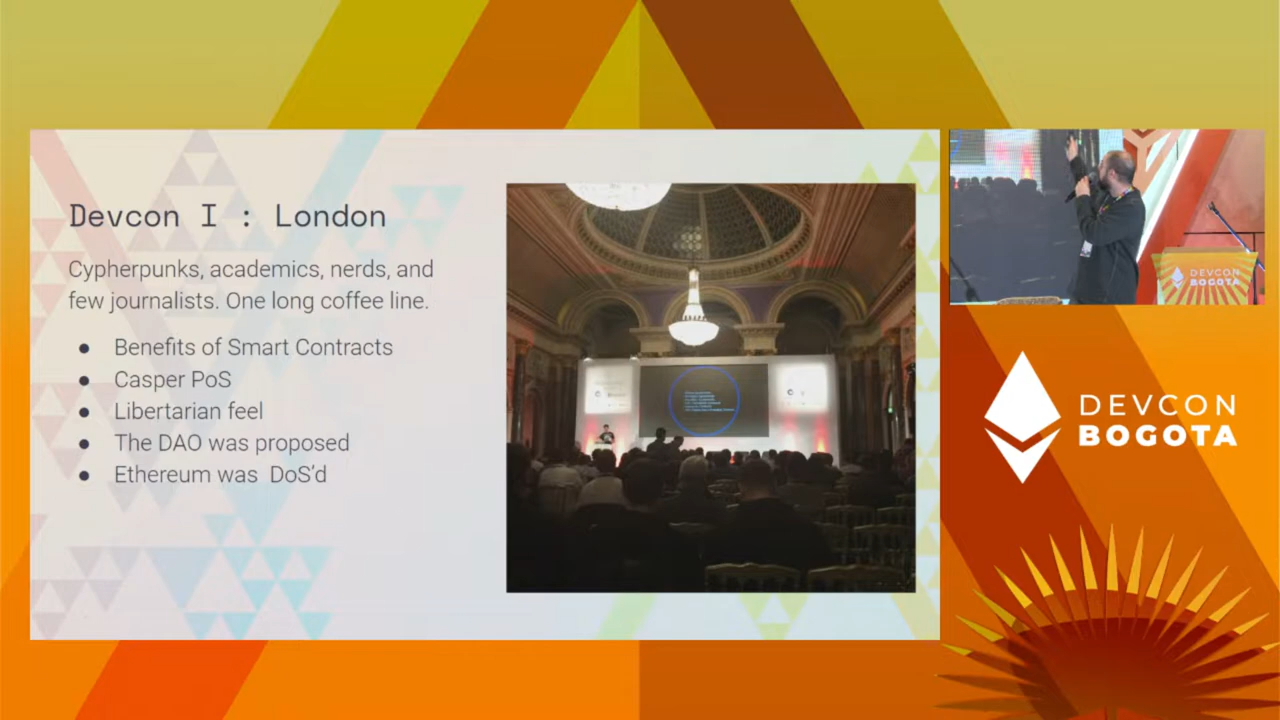 Devcon I : London
Cypherpunks, academics, nerds, and
few journalists. One long coffee line.
● Benefits of Smart Contracts
● Casper PoS
● Libertarian feel
● The DAO was proposed
● Ethereum was  DoS’d
DEVCON
BOGOTA
DEVCON
BOGOTA